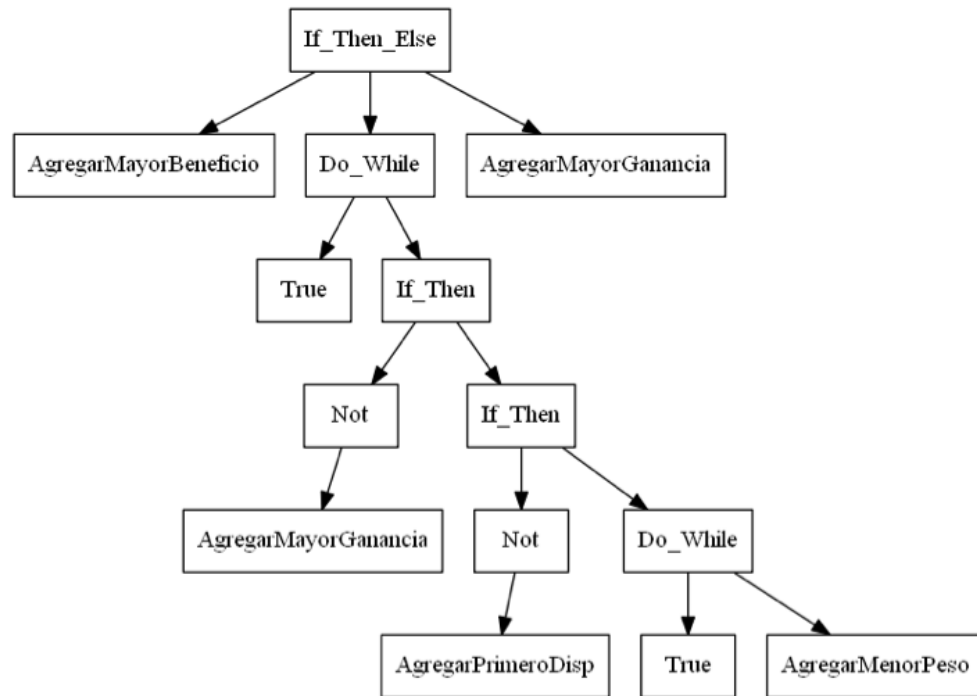 If_Then_Else
AgregarMayorBeneficio
Do_While
AgregarMayorGanancia
True
If_Then
Not
If_Then
AgregarMayorGanancia
Not
Do_While
AgregarPrimeroDisp
True
AgregarMenorPeso